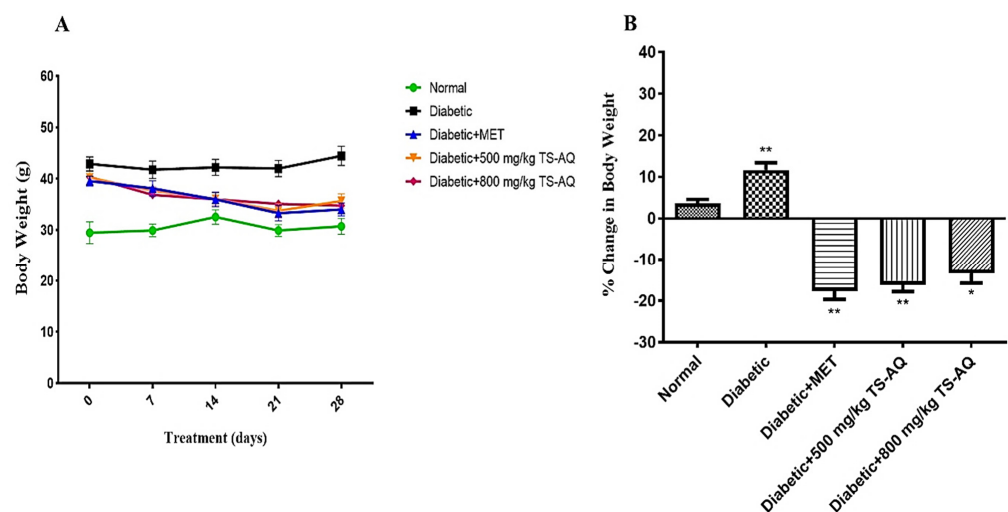 A
Body Weight (g)
60
50
40
30
20
10
0
0
7
14
21
28
Treatment (days)
Normal
Diabetic
Diabetic+MET
Diabetic+500 mg/kg TS-AQ
Diabetic+800 mg/kg TS-AQ
B
% Change in Body Weight
40
30
20
10
0
-10
-20
-30
**
**
**
*
Normal
Diabetic
Diabetic+MET
Diabetic+500 mg/kg TS-AQ
Diabetic+800 mg/kg TS-AQ